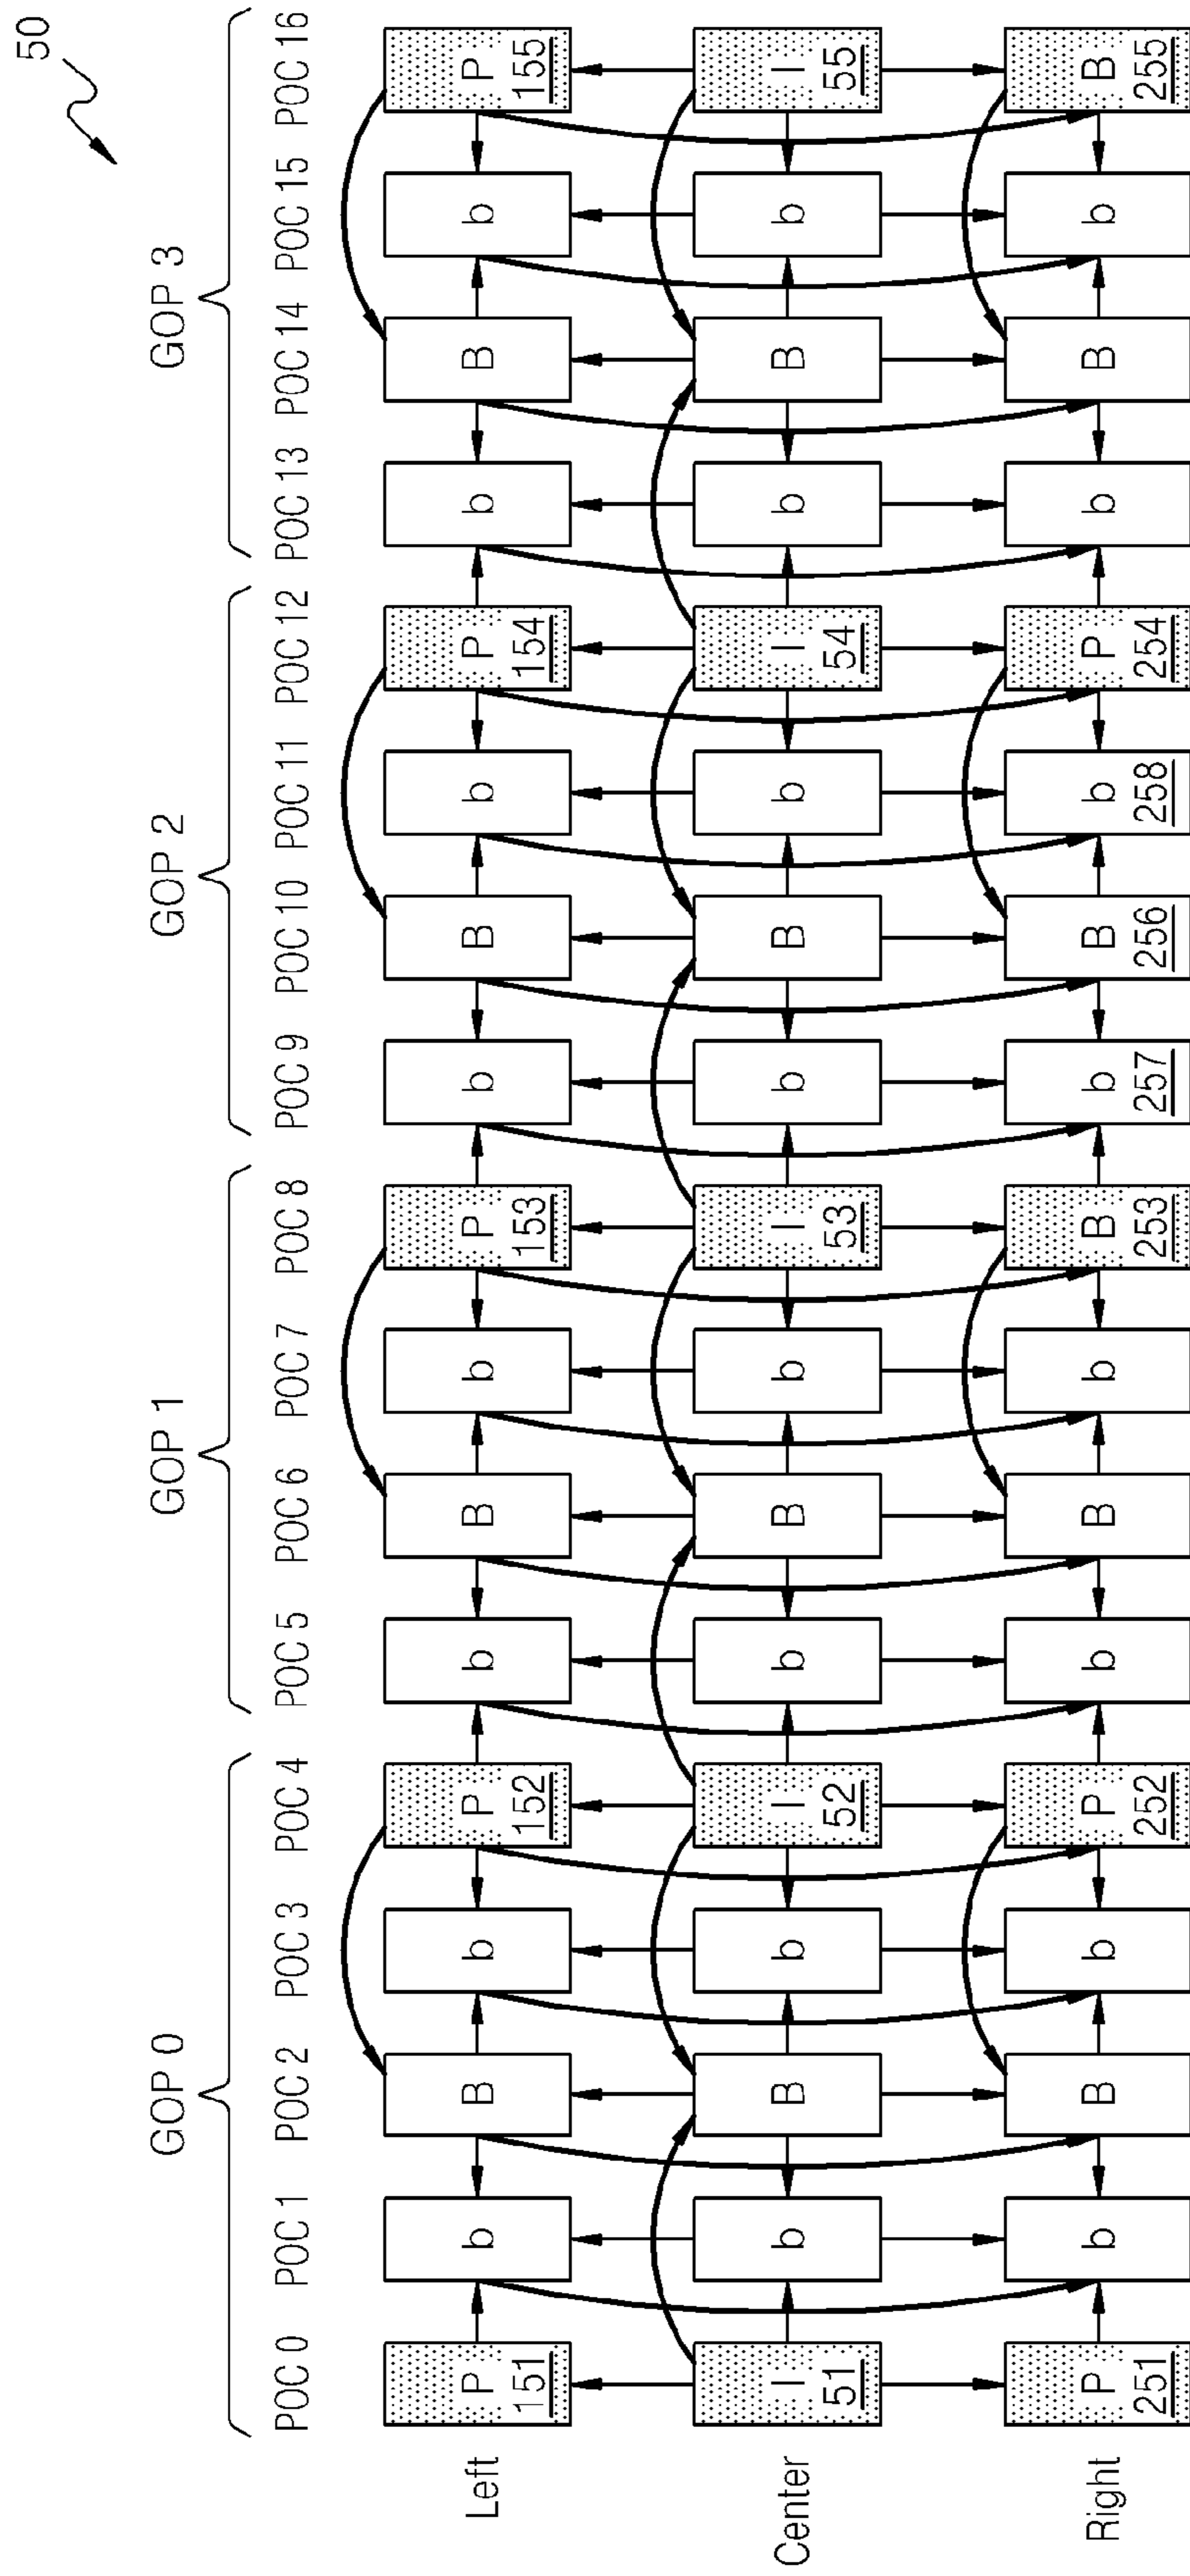 50
GOP 0 GOP 1 GOP 2 GOP 3
POC 0 POC 1 POC 2 POC 3 POC 4 POC 5 POC 6 POC 7 POC 8 POC 9 POC 10 POC 11 POC 12 POC 13 POC 14 POC 15 POC 16
Left P b B b P b B b P b B b P b B b P
151 152 153 154 155
Center I b B b I b B b I b B b I b B b I
51 52 53 54 55
Right P b B b P b B b B b B b P b B b B
251 252 253 257 256 258 254 255